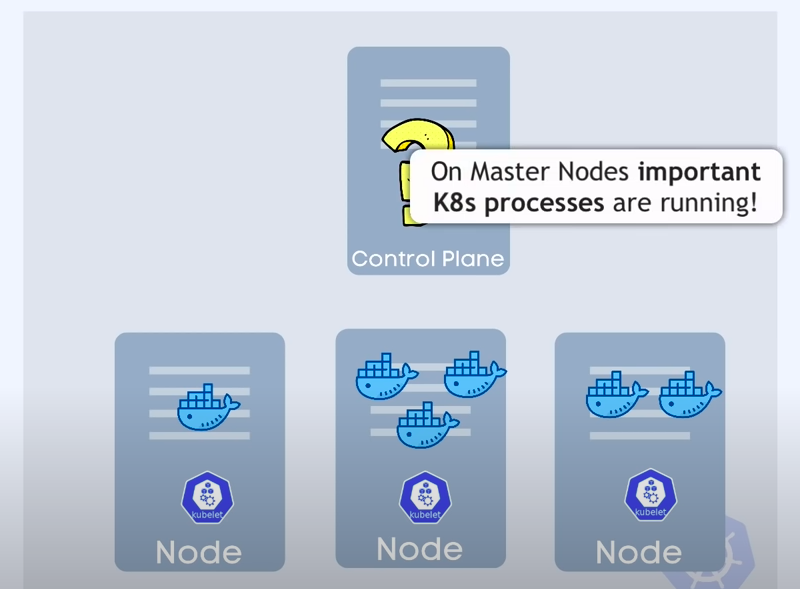 On Master Nodes important
K8s processes are running!
Control Plane
kubelet
kubelet
kubelet
Node
Node
Node